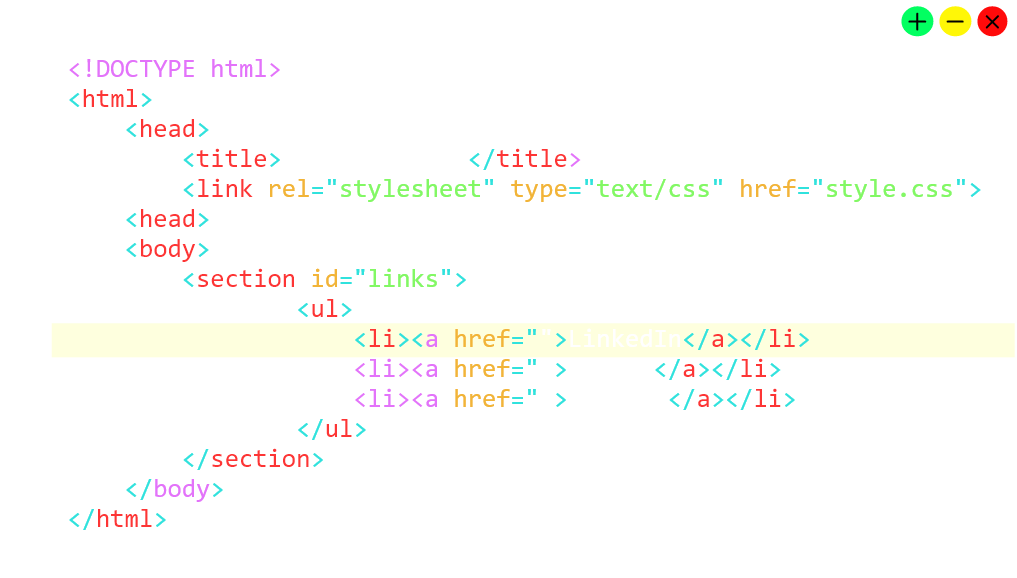 <!DOCTYPE html>
<html>
<head>
<title> </title>
<link rel="stylesheet" type="text/css" href="style.css">
<head>
<body>
<section id="links">
<ul>
<li><a href=" >LinkedIn</a></li>
<li><a href=" > </a></li>
<li><a href=" > </a></li>
</ul>
</section>
</body>
</html>